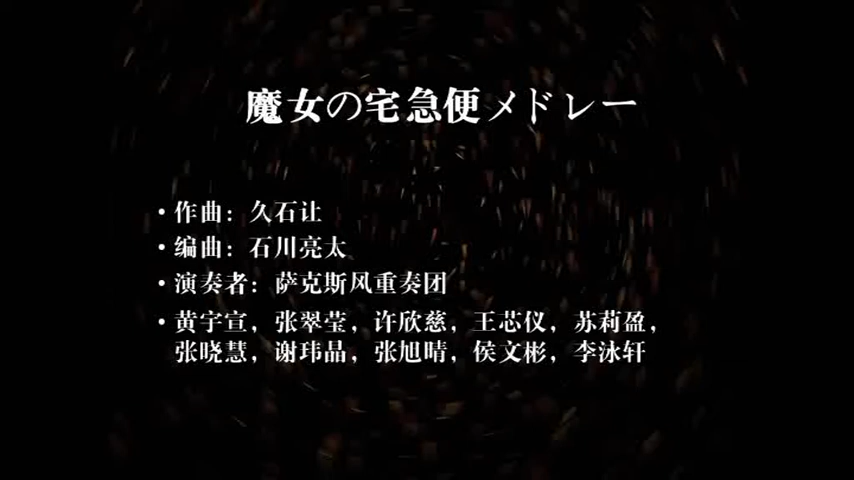 魔女の宅急便メドレー
•作曲：久石让
•编曲：石川亮太
•演奏者：萨克斯风重奏团
•黄宇宣，张翠莹，许欣慈，王芯仪，苏莉盈，
张晓慧，谢玮晶，张旭晴，侯文彬，李泳轩